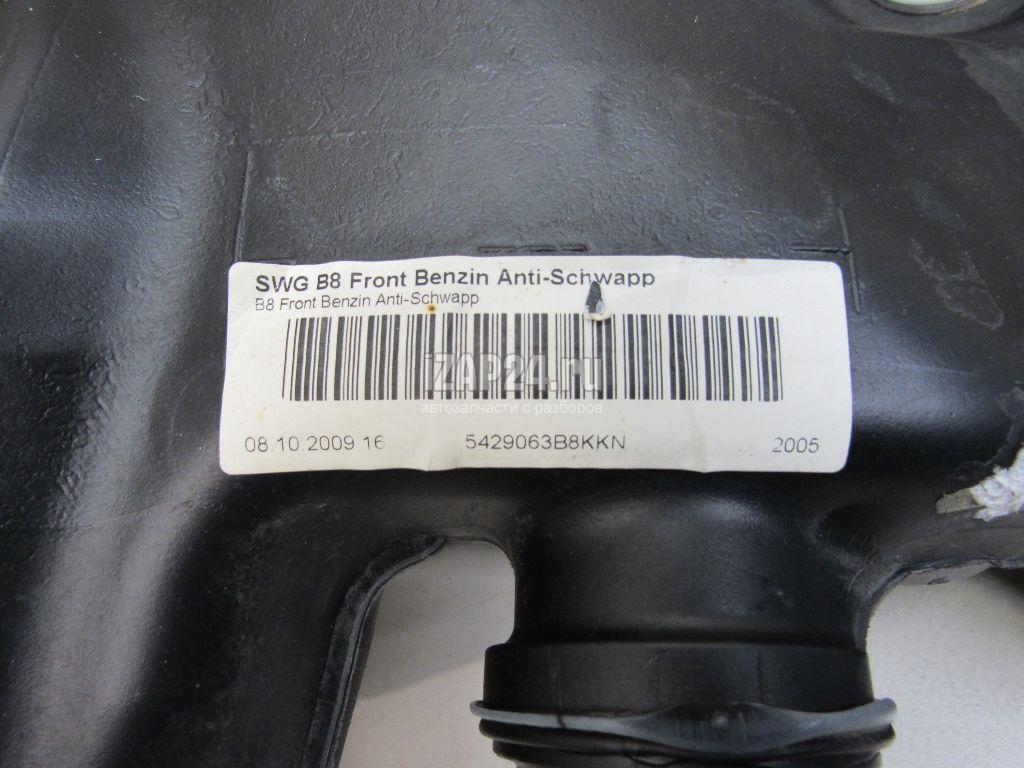 SWG B8 Front Benzin Anti-Schwapp
B8 Front Benzin Anti-Schwapp
iZAP24.ru
автозапчасти с разборов
08.10.2009 16 5429063B8KKN 2005